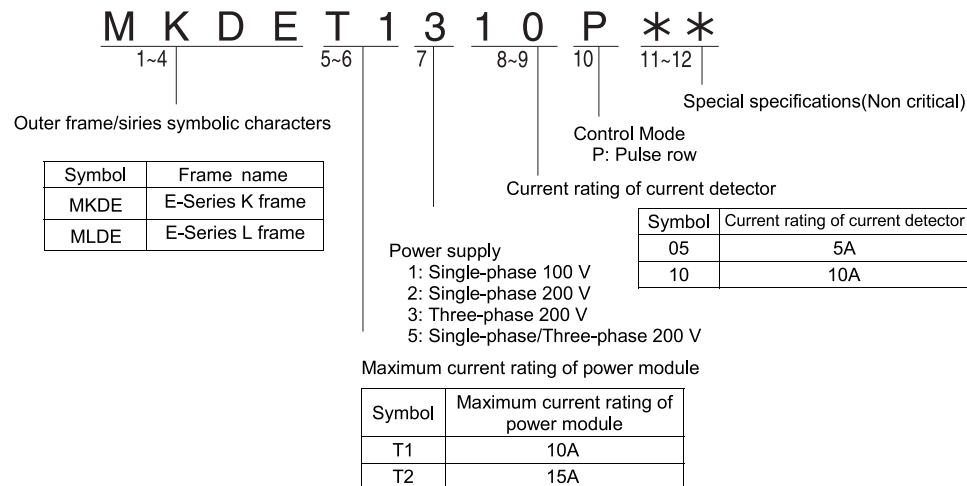 M K D E T 1 3 1 0 P ＊ ＊
1~4 5~6 7 8~9 10 11~12
Special specifications(Non critical)
Outer frame/siries symbolic characters
Control Mode
P: Pulse row
Symbol Frame name
MKDE E-Series K frame
MLDE E-Series L frame
Current rating of current detector
Symbol Current rating of current detector
05 5A
10 10A
Power supply
1: Single-phase 100 V
2: Single-phase 200 V
3: Three-phase 200 V
5: Single-phase/Three-phase 200 V
Maximum current rating of power module
Symbol Maximum current rating of
power module
T1 10A
T2 15A